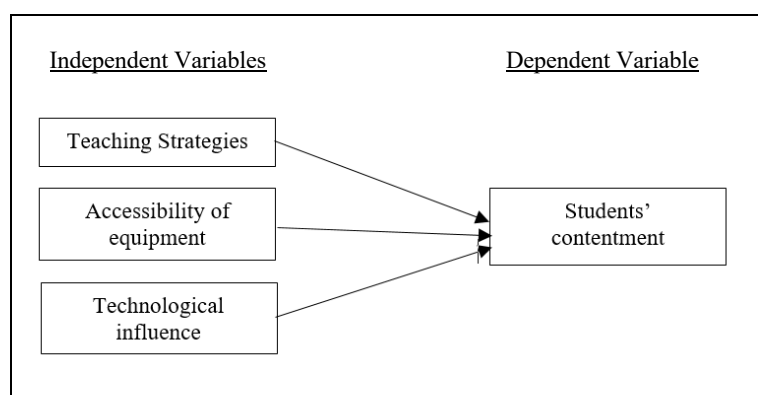 Independent Variables
Dependent Variable
Teaching Strategies
Accessibility of
equipment
Technological
influence
Students’
contentment